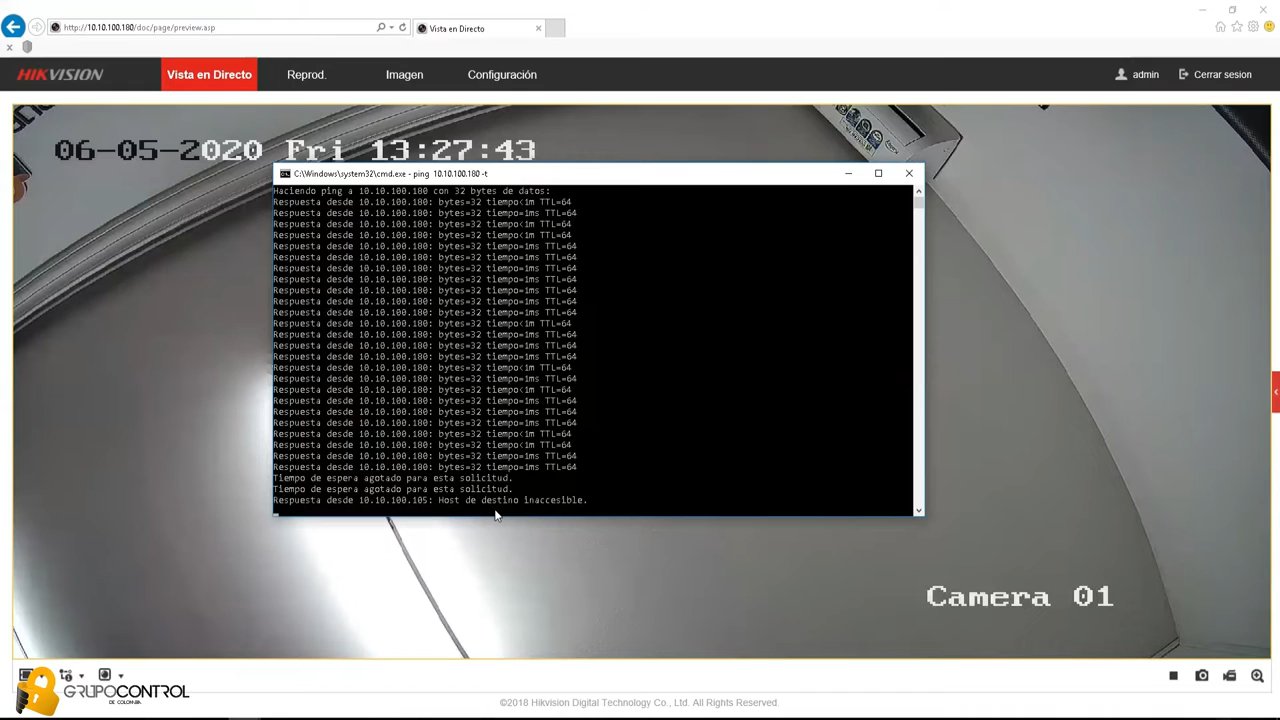 http://10.10.100.180/doc/page/preview.asp
Vista en Directo
HIKVISION
Vista en Directo
Reprod.
Imagen
Configuración
admin
Cerrar sesion
06-05-2020 Fri 13:27:43
C:\Windows\system32\cmd.exe - ping 10.10.100.180 -t
Haciendo ping a 10.10.100.180 con 32 bytes de datos:
Respuesta desde 10.10.100.180: bytes=32 tiempo<1m TTL=64
Respuesta desde 10.10.100.180: bytes=32 tiempo=1ms TTL=64
Respuesta desde 10.10.100.180: bytes=32 tiempo<1m TTL=64
Respuesta desde 10.10.100.180: bytes=32 tiempo<1m TTL=64
Respuesta desde 10.10.100.180: bytes=32 tiempo=1ms TTL=64
Respuesta desde 10.10.100.180: bytes=32 tiempo=1ms TTL=64
Respuesta desde 10.10.100.180: bytes=32 tiempo=1ms TTL=64
Respuesta desde 10.10.100.180: bytes=32 tiempo=1ms TTL=64
Respuesta desde 10.10.100.180: bytes=32 tiempo=1ms TTL=64
Respuesta desde 10.10.100.180: bytes=32 tiempo=1ms TTL=64
Respuesta desde 10.10.100.180: bytes=32 tiempo=1ms TTL=64
Respuesta desde 10.10.100.180: bytes=32 tiempo<1m TTL=64
Respuesta desde 10.10.100.180: bytes=32 tiempo=1ms TTL=64
Respuesta desde 10.10.100.180: bytes=32 tiempo=1ms TTL=64
Respuesta desde 10.10.100.180: bytes=32 tiempo=1ms TTL=64
Respuesta desde 10.10.100.180: bytes=32 tiempo<1m TTL=64
Respuesta desde 10.10.100.180: bytes=32 tiempo=1ms TTL=64
Respuesta desde 10.10.100.180: bytes=32 tiempo<1m TTL=64
Respuesta desde 10.10.100.180: bytes=32 tiempo=1ms TTL=64
Respuesta desde 10.10.100.180: bytes=32 tiempo=1ms TTL=64
Respuesta desde 10.10.100.180: bytes=32 tiempo=1ms TTL=64
Respuesta desde 10.10.100.180: bytes=32 tiempo<1m TTL=64
Respuesta desde 10.10.100.180: bytes=32 tiempo<1m TTL=64
Respuesta desde 10.10.100.180: bytes=32 tiempo=1ms TTL=64
Respuesta desde 10.10.100.180: bytes=32 tiempo=1ms TTL=64
Tiempo de espera agotado para esta solicitud.
Tiempo de espera agotado para esta solicitud.
Respuesta desde 10.10.100.105: Host de destino inaccesible.
Camera 01
GRUPOCONTROL
DE COLOMBIA
©2018 Hikvision Digital Technology Co., Ltd. All Rights Reserved.